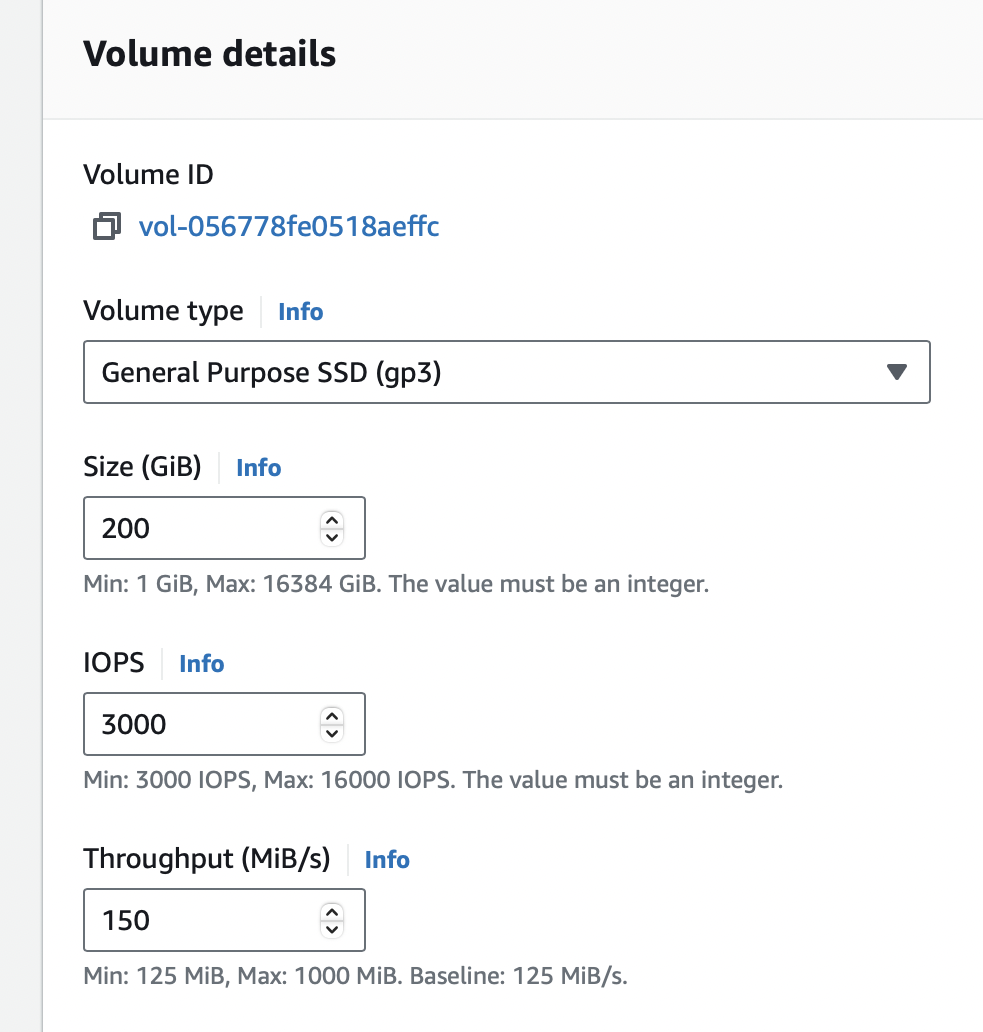 Volume details
Volume ID
vol-056778fe0518aeffc
Volume type Info
General Purpose SSD (gp3)
Size (GiB) Info
200
Min: 1 GiB, Max: 16384 GiB. The value must be an integer.
IOPS Info
3000
Min: 3000 IOPS, Max: 16000 IOPS. The value must be an integer.
Throughput (MiB/s) Info
150
Min: 125 MiB, Max: 1000 MiB. Baseline: 125 MiB/s.